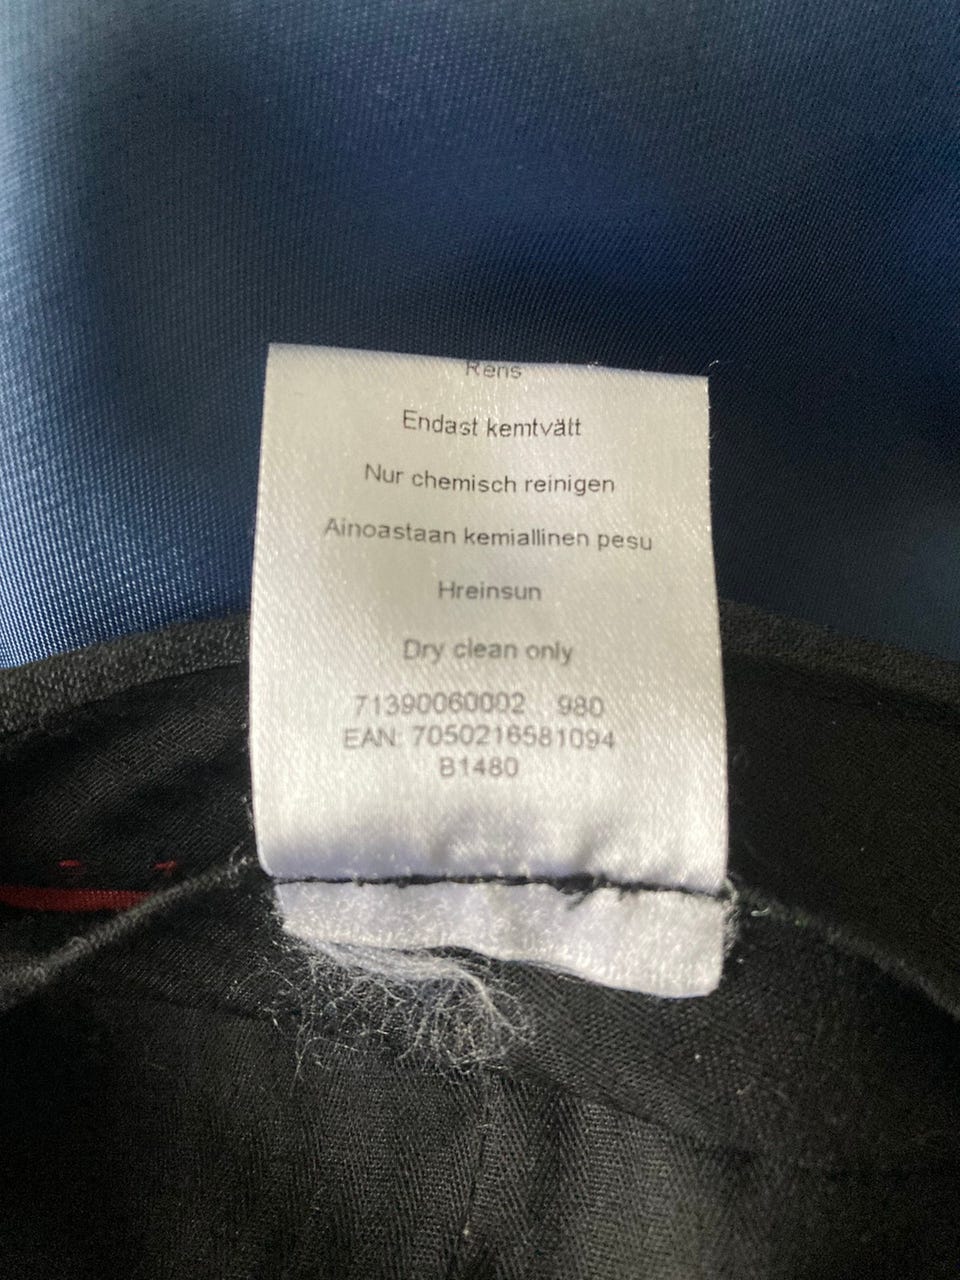 Rens
Endast kemtvätt
Nur chemisch reinigen
Ainoastaan kemiallinen pesu
Hreinsun
Dry clean only
71390060002 980
EAN: 7050216581094
B1480